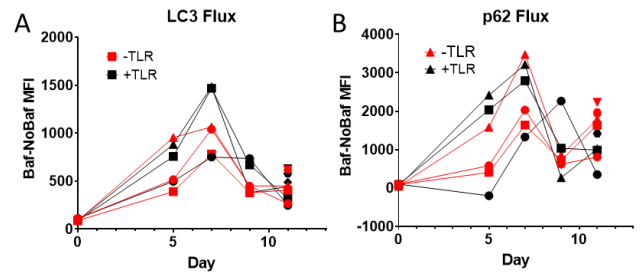 A
LC3 Flux
Baf-NoBaf MFI
2000
1500
1000
500
0
-TLR
+TLR
0
5
10
Day
B
p62 Flux
Baf-NoBaf MFI
4000
3000
2000
1000
0
-1000
-TLR
+TLR
0
5
10
Day